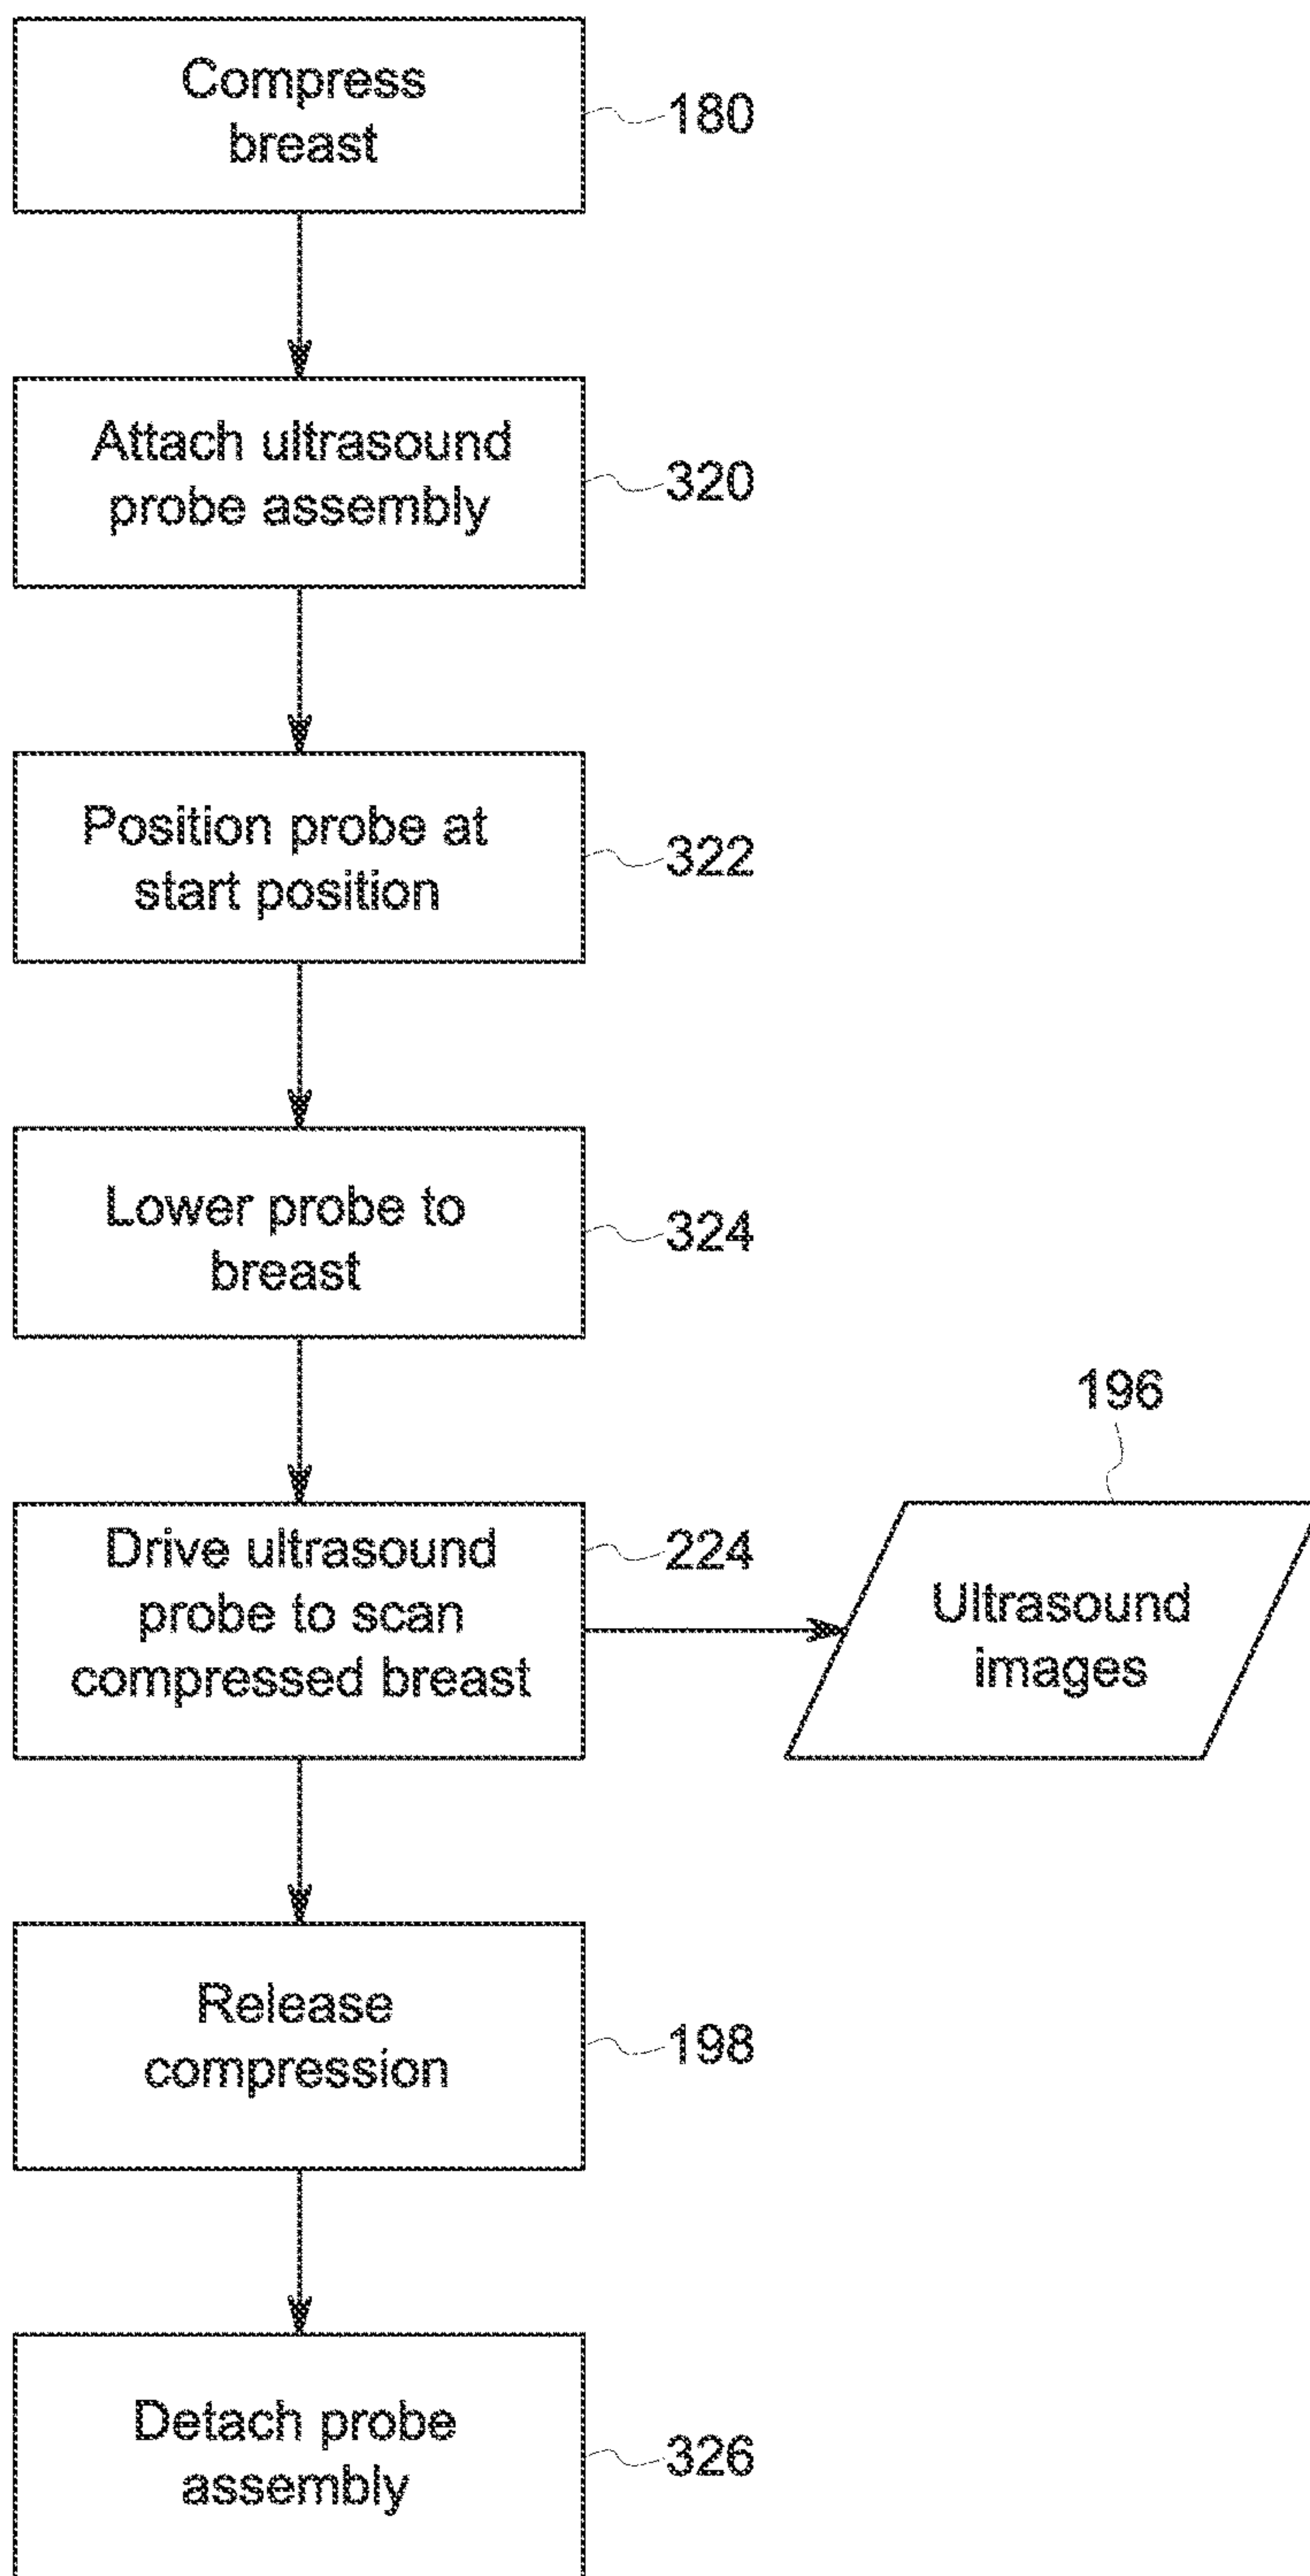 Compress
breast
180
Attach ultrasound
probe assembly
320
Position probe at
start position
322
Lower probe to
breast
324
196
Drive ultrasound
probe to scan
compressed breast
224
Ultrasound
images
Release
compression
198
Detach probe
assembly
326